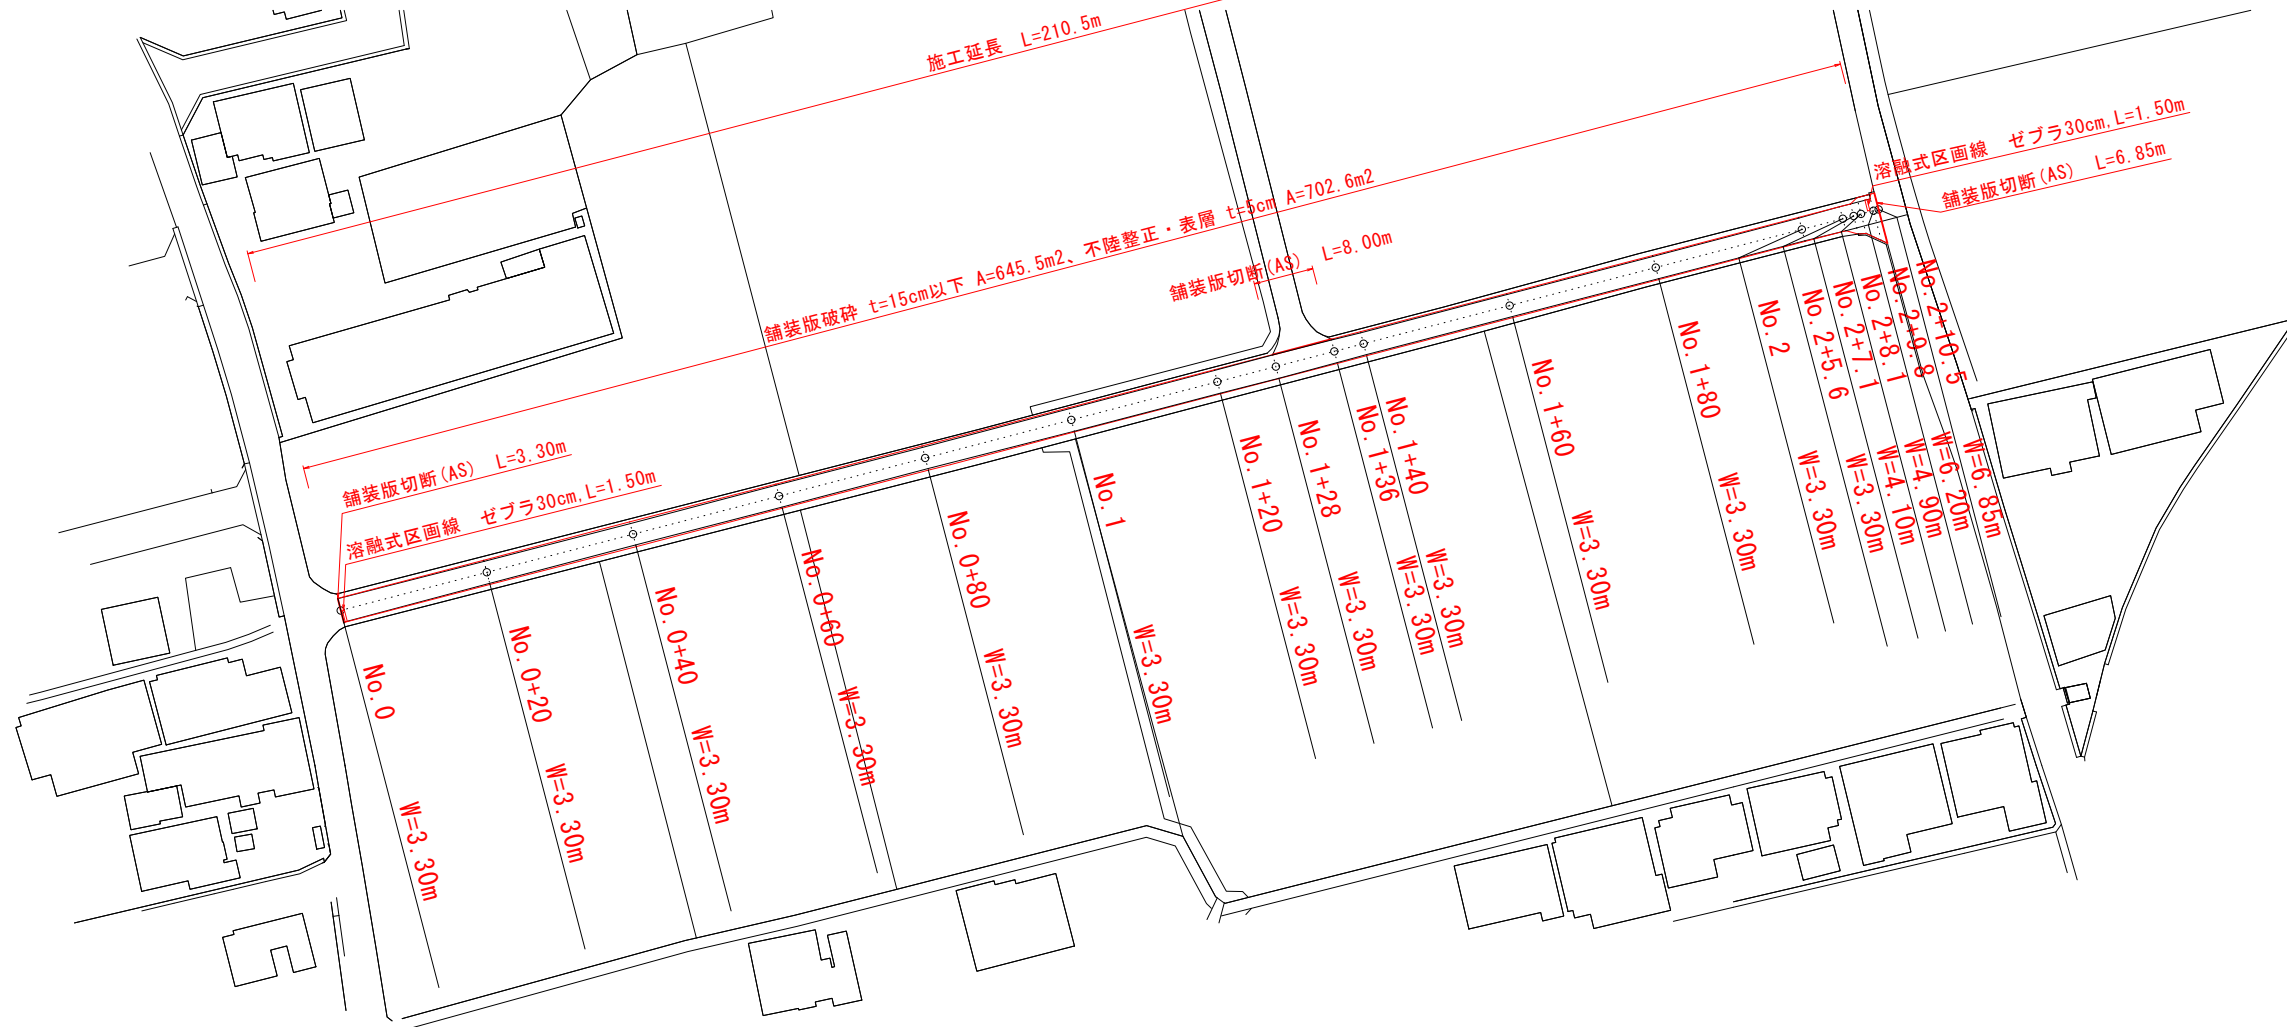 施工延長 L=210.5m
溶融式区画線 ゼブラ30cm,L=1.50m
舗装版切断(AS) L=6.85m
舗装版破砕 t=15cm以下 A=645.5m2、不陸整正・表層 t=5cm A=702.6m2
舗装版切断(AS) L=8.00m
舗装版切断(AS) L=3.30m
溶融式区画線 ゼブラ30cm,L=1.50m
No.0
W=3.30m
No.0+20
W=3.30m
No.0+40
W=3.30m
No.0+60
W=3.30m
No.0+80
W=3.30m
No.1
W=3.30m
No.1+20
W=3.30m
No.1+28
W=3.30m
No.1+36
W=3.30m
No.1+40
W=3.30m
No.1+60
W=3.30m
No.1+80
W=3.30m
No.2
W=3.30m
No.2+5.6
W=3.30m
No.2+7.1
W=4.10m
No.2+8.1
W=4.90m
No.2+9.8
W=6.20m
No.2+10.5
W=6.85m